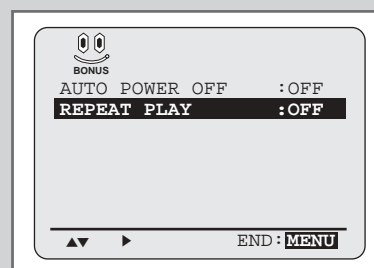 BONUS
AUTO POWER OFF :OFF
REPEAT PLAY :OFF
▲▼ ▶ END:MENU